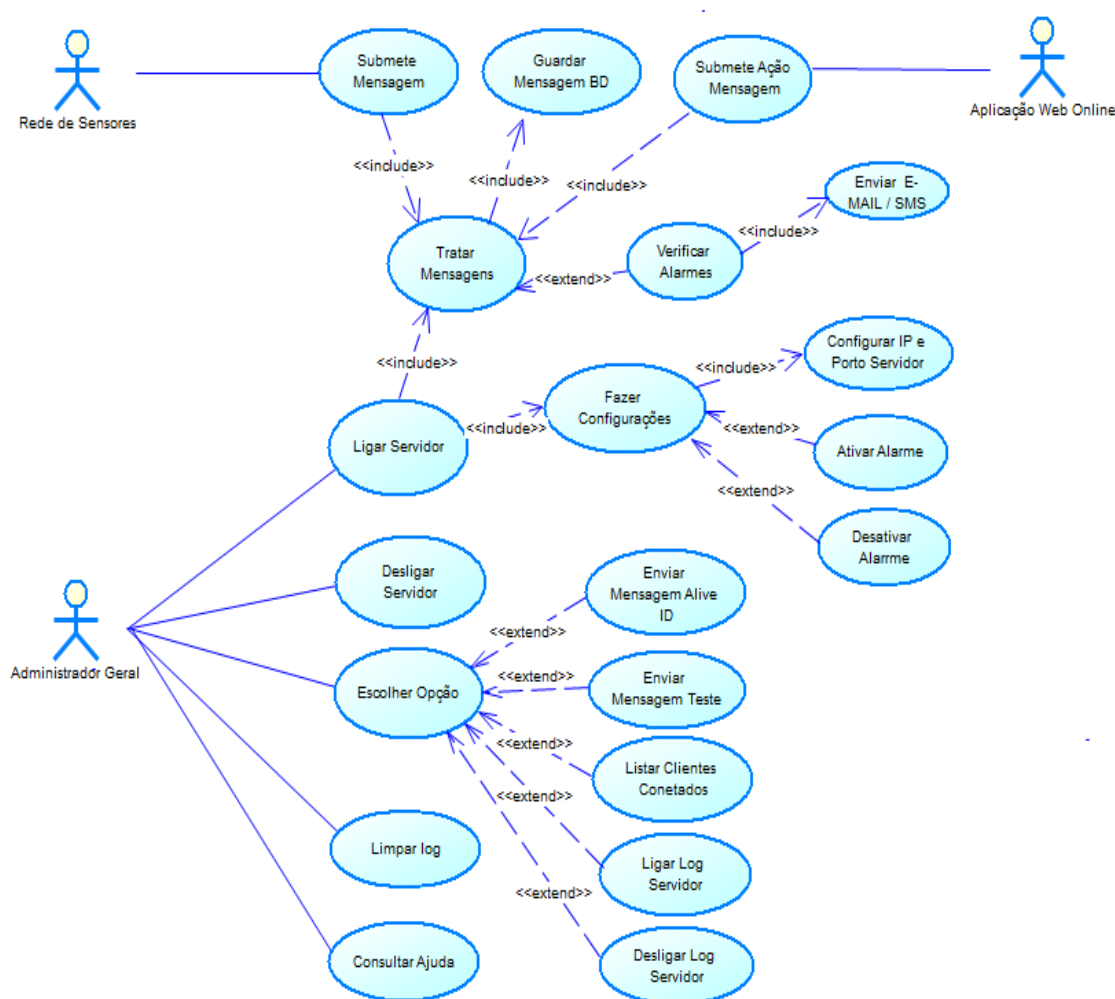 Submete
Mensagem
Guardar
Mensagem BD
Submete Ação
Mensagem
Rede de Sensores
Aplicação Web Online
<<include>>
<<include>>
<<include>>
Enviar E-
MAIL / SMS
<<include>>
Tratar
Mensagens
<<extend>>
Verificar
Alarmes
<<include>>
<<include>>
Configurar IP e
Porto Servidor
Fazer
Configurações
<<include>>
<<extend>>
Ligar Servidor
Ativar Alarme
<<extend>>
Desativar
Alarrme
Desligar
Servidor
Enviar
Mensagem Alive
ID
<<extend>>
Administrador Geral
Escolher Opção
<<extend>>
Enviar
Mensagem Teste
<<extend>>
Listar Clientes
Conetados
<<extend>>
Limpar log
Ligar Log
Servidor
<<extend>>
Consultar Ajuda
Desligar Log
Servidor